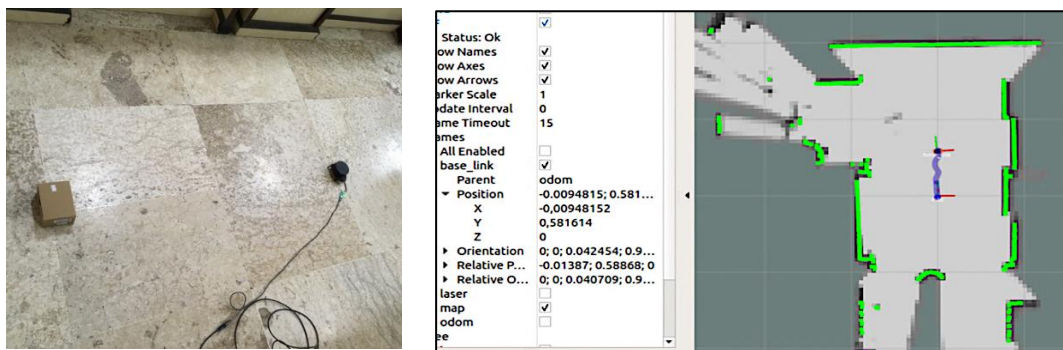 Status: Ok
ow Names
ow Axes
ow Arrows
arker Scale 1
odate Interval 0
ame Timeout 15
ames
All Enabled
base_link
Parent odom
Position -0.0094815; 0.581...
X -0,00948152
Y 0,581614
Z 0
Orientation 0; 0; 0.042454; 0.9...
Relative P... -0.01387; 0.58868; 0
Relative O... 0; 0; 0.040709; 0.9...
laser
map
odom
ee